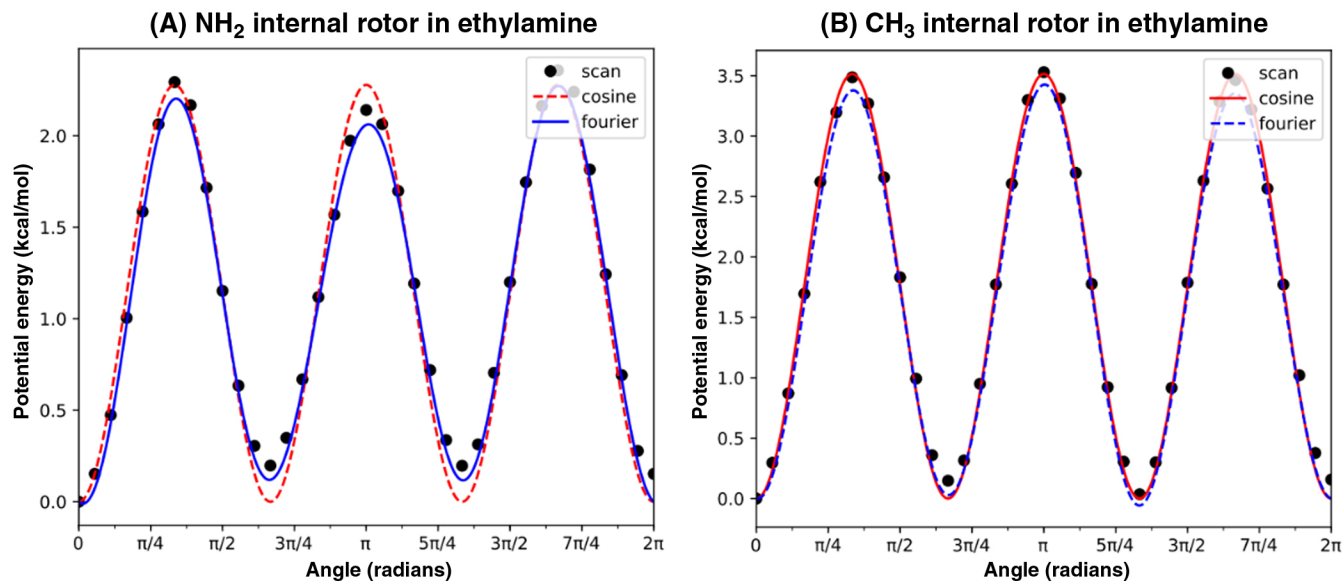 (A) NH₂ internal rotor in ethylamine
Potential energy (kcal/mol)
2.0
1.5
1.0
0.5
0.0
scan
cosine
fourier
0 π/4 π/2 3π/4 π 5π/4 3π/2 7π/4 2π
Angle (radians)
(B) CH₃ internal rotor in ethylamine
Potential energy (kcal/mol)
3.5
3.0
2.5
2.0
1.5
1.0
0.5
0.0
scan
cosine
fourier
0 π/4 π/2 3π/4 π 5π/4 3π/2 7π/4 2π
Angle (radians)